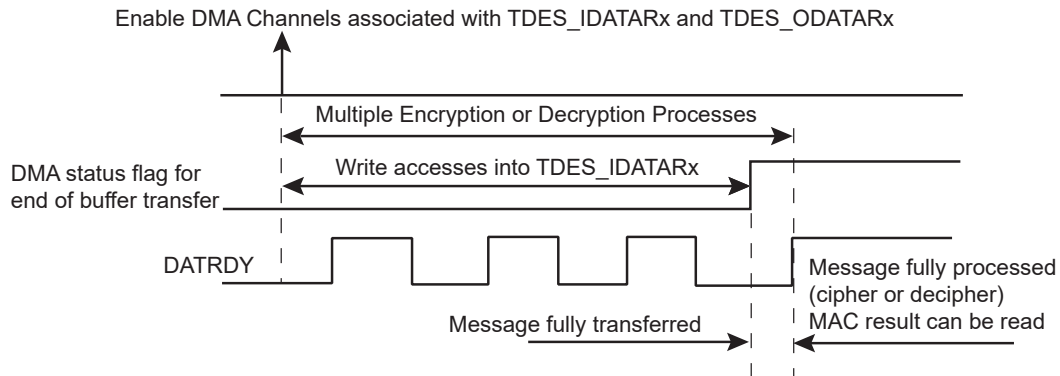 Enable DMA Channels associated with TDES_IDATARx and TDES_ODATARx
Multiple Encryption or Decryption Processes
Write accesses into TDES_IDATARx
DMA status flag for
end of buffer transfer
DATRDY
Message fully processed
(cipher or decipher)
MAC result can be read
Message fully transferred